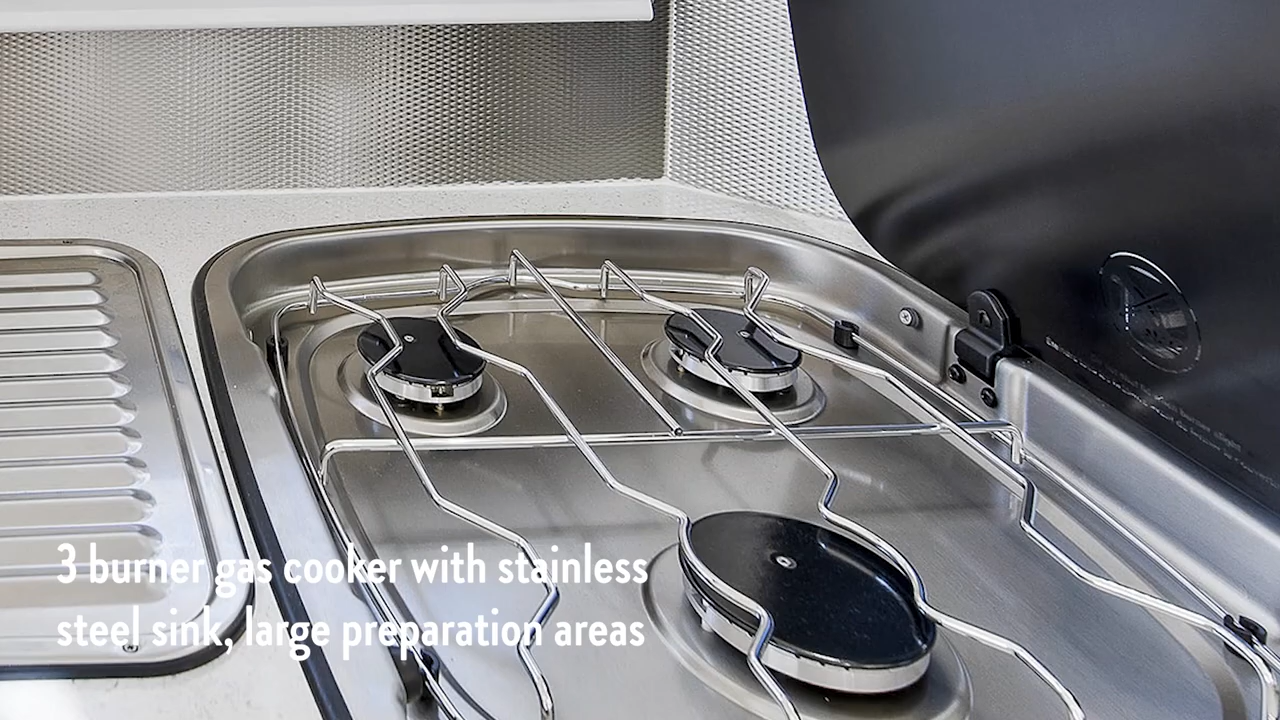 3 burner gas cooker with stainless
steel sink, large preparation areas